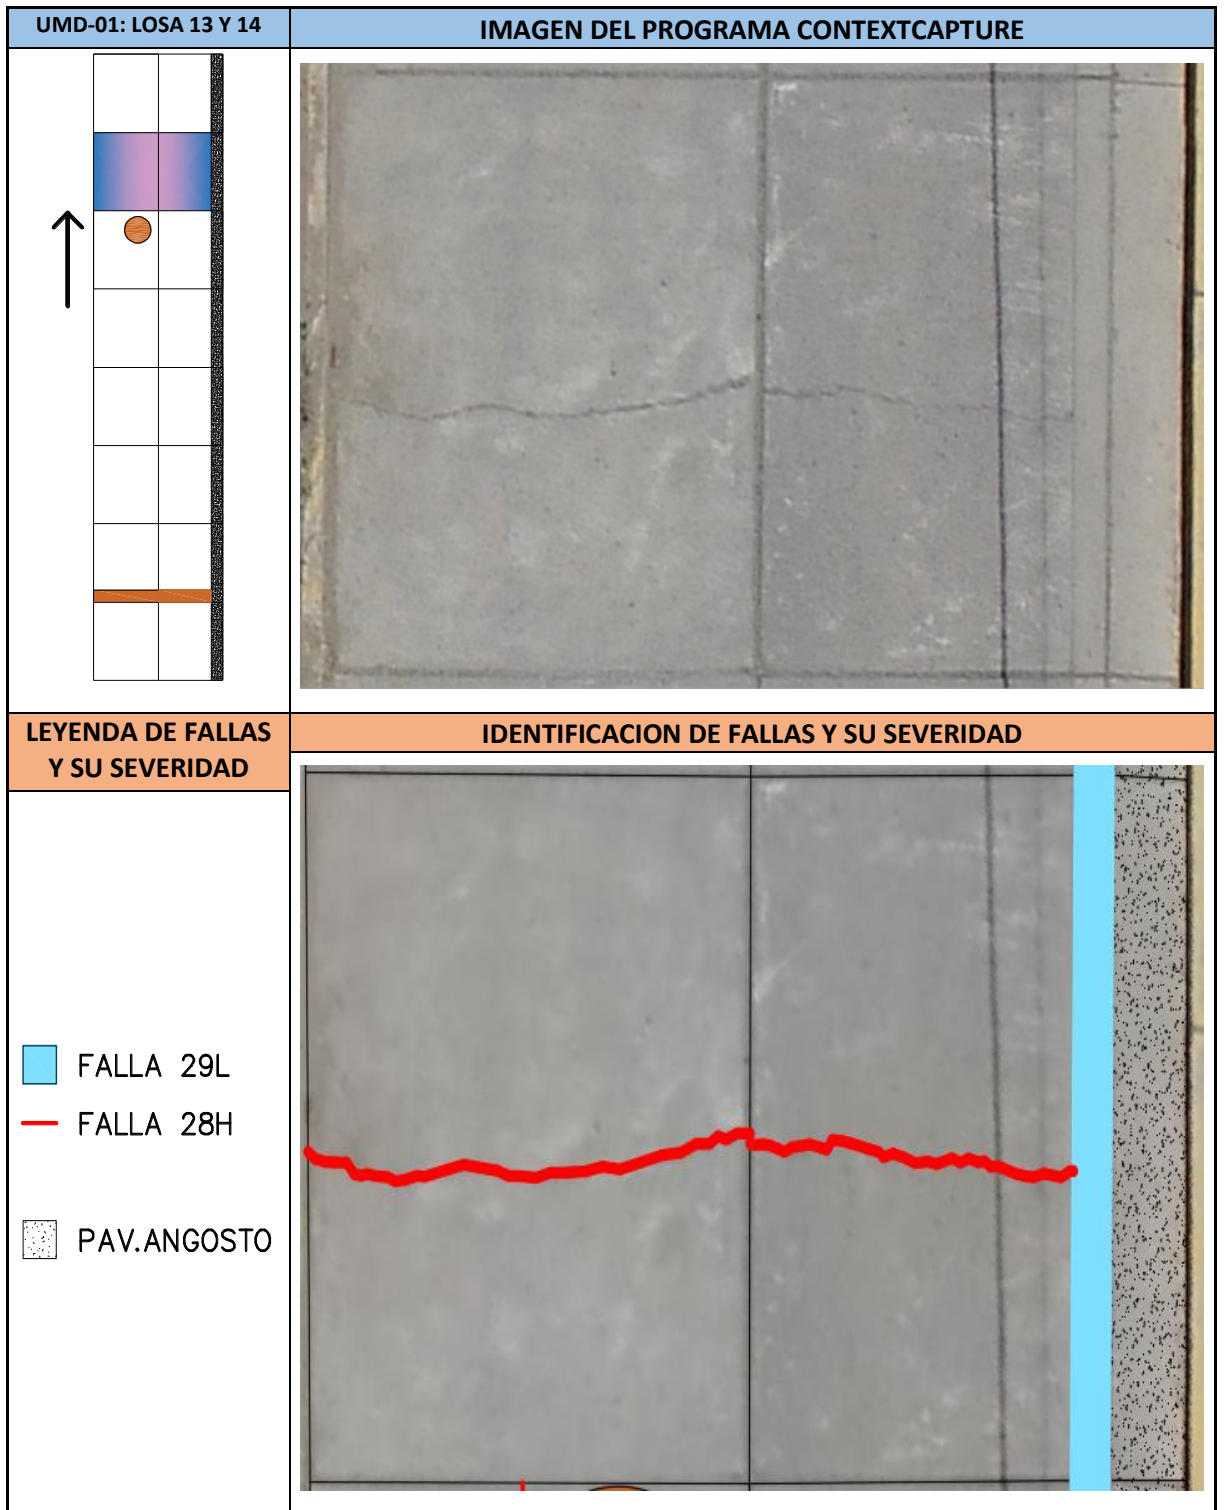 UMD-01: LOSA 13 Y 14
IMAGEN DEL PROGRAMA CONTEXTCAPTURE
LEYENDA DE FALLAS
Y SU SEVERIDAD
IDENTIFICACION DE FALLAS Y SU SEVERIDAD
FALLA 29L
FALLA 28H
PAV.ANGOSTO